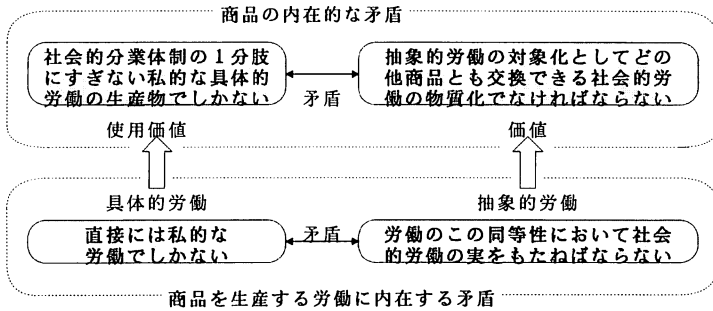 商品の内在的な矛盾
社会的分業体制の1分肢
にすぎない私的な具体的
労働の生産物でしかない
矛盾
抽象的労働の対象化としてどの
他商品とも交換できる社会的労
働の物質化でなければならない
使用価値
価値
具体的労働
抽象的労働
直接には私的な
労働でしかない
矛盾
労働のこの同等性において社会
的労働の実をもたねばならない
商品を生産する労働に内在する矛盾